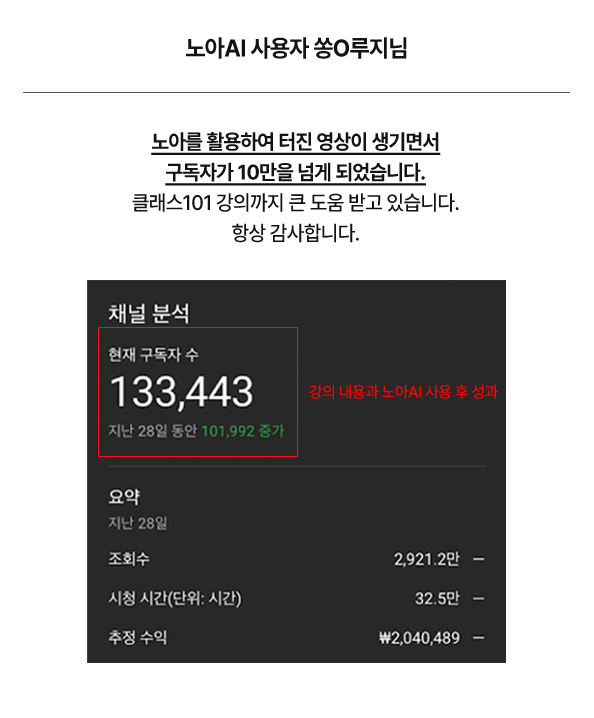 노아AI 사용자 쏭O루지님
노아를 활용하여 터진 영상이 생기면서
구독자가 10만을 넘게 되었습니다.
클래스101 강의까지 큰 도움 받고 있습니다.
항상 감사합니다.
채널 분석
현재 구독자 수
133,443
강의 내용과 노아AI 사용 후 성과
지난 28일 동안 101,992 증가
요약
지난 28일
조회수 2,921.2만 —
시청 시간(단위: 시간) 32.5만 —
추정 수익 ₩2,040,489 —